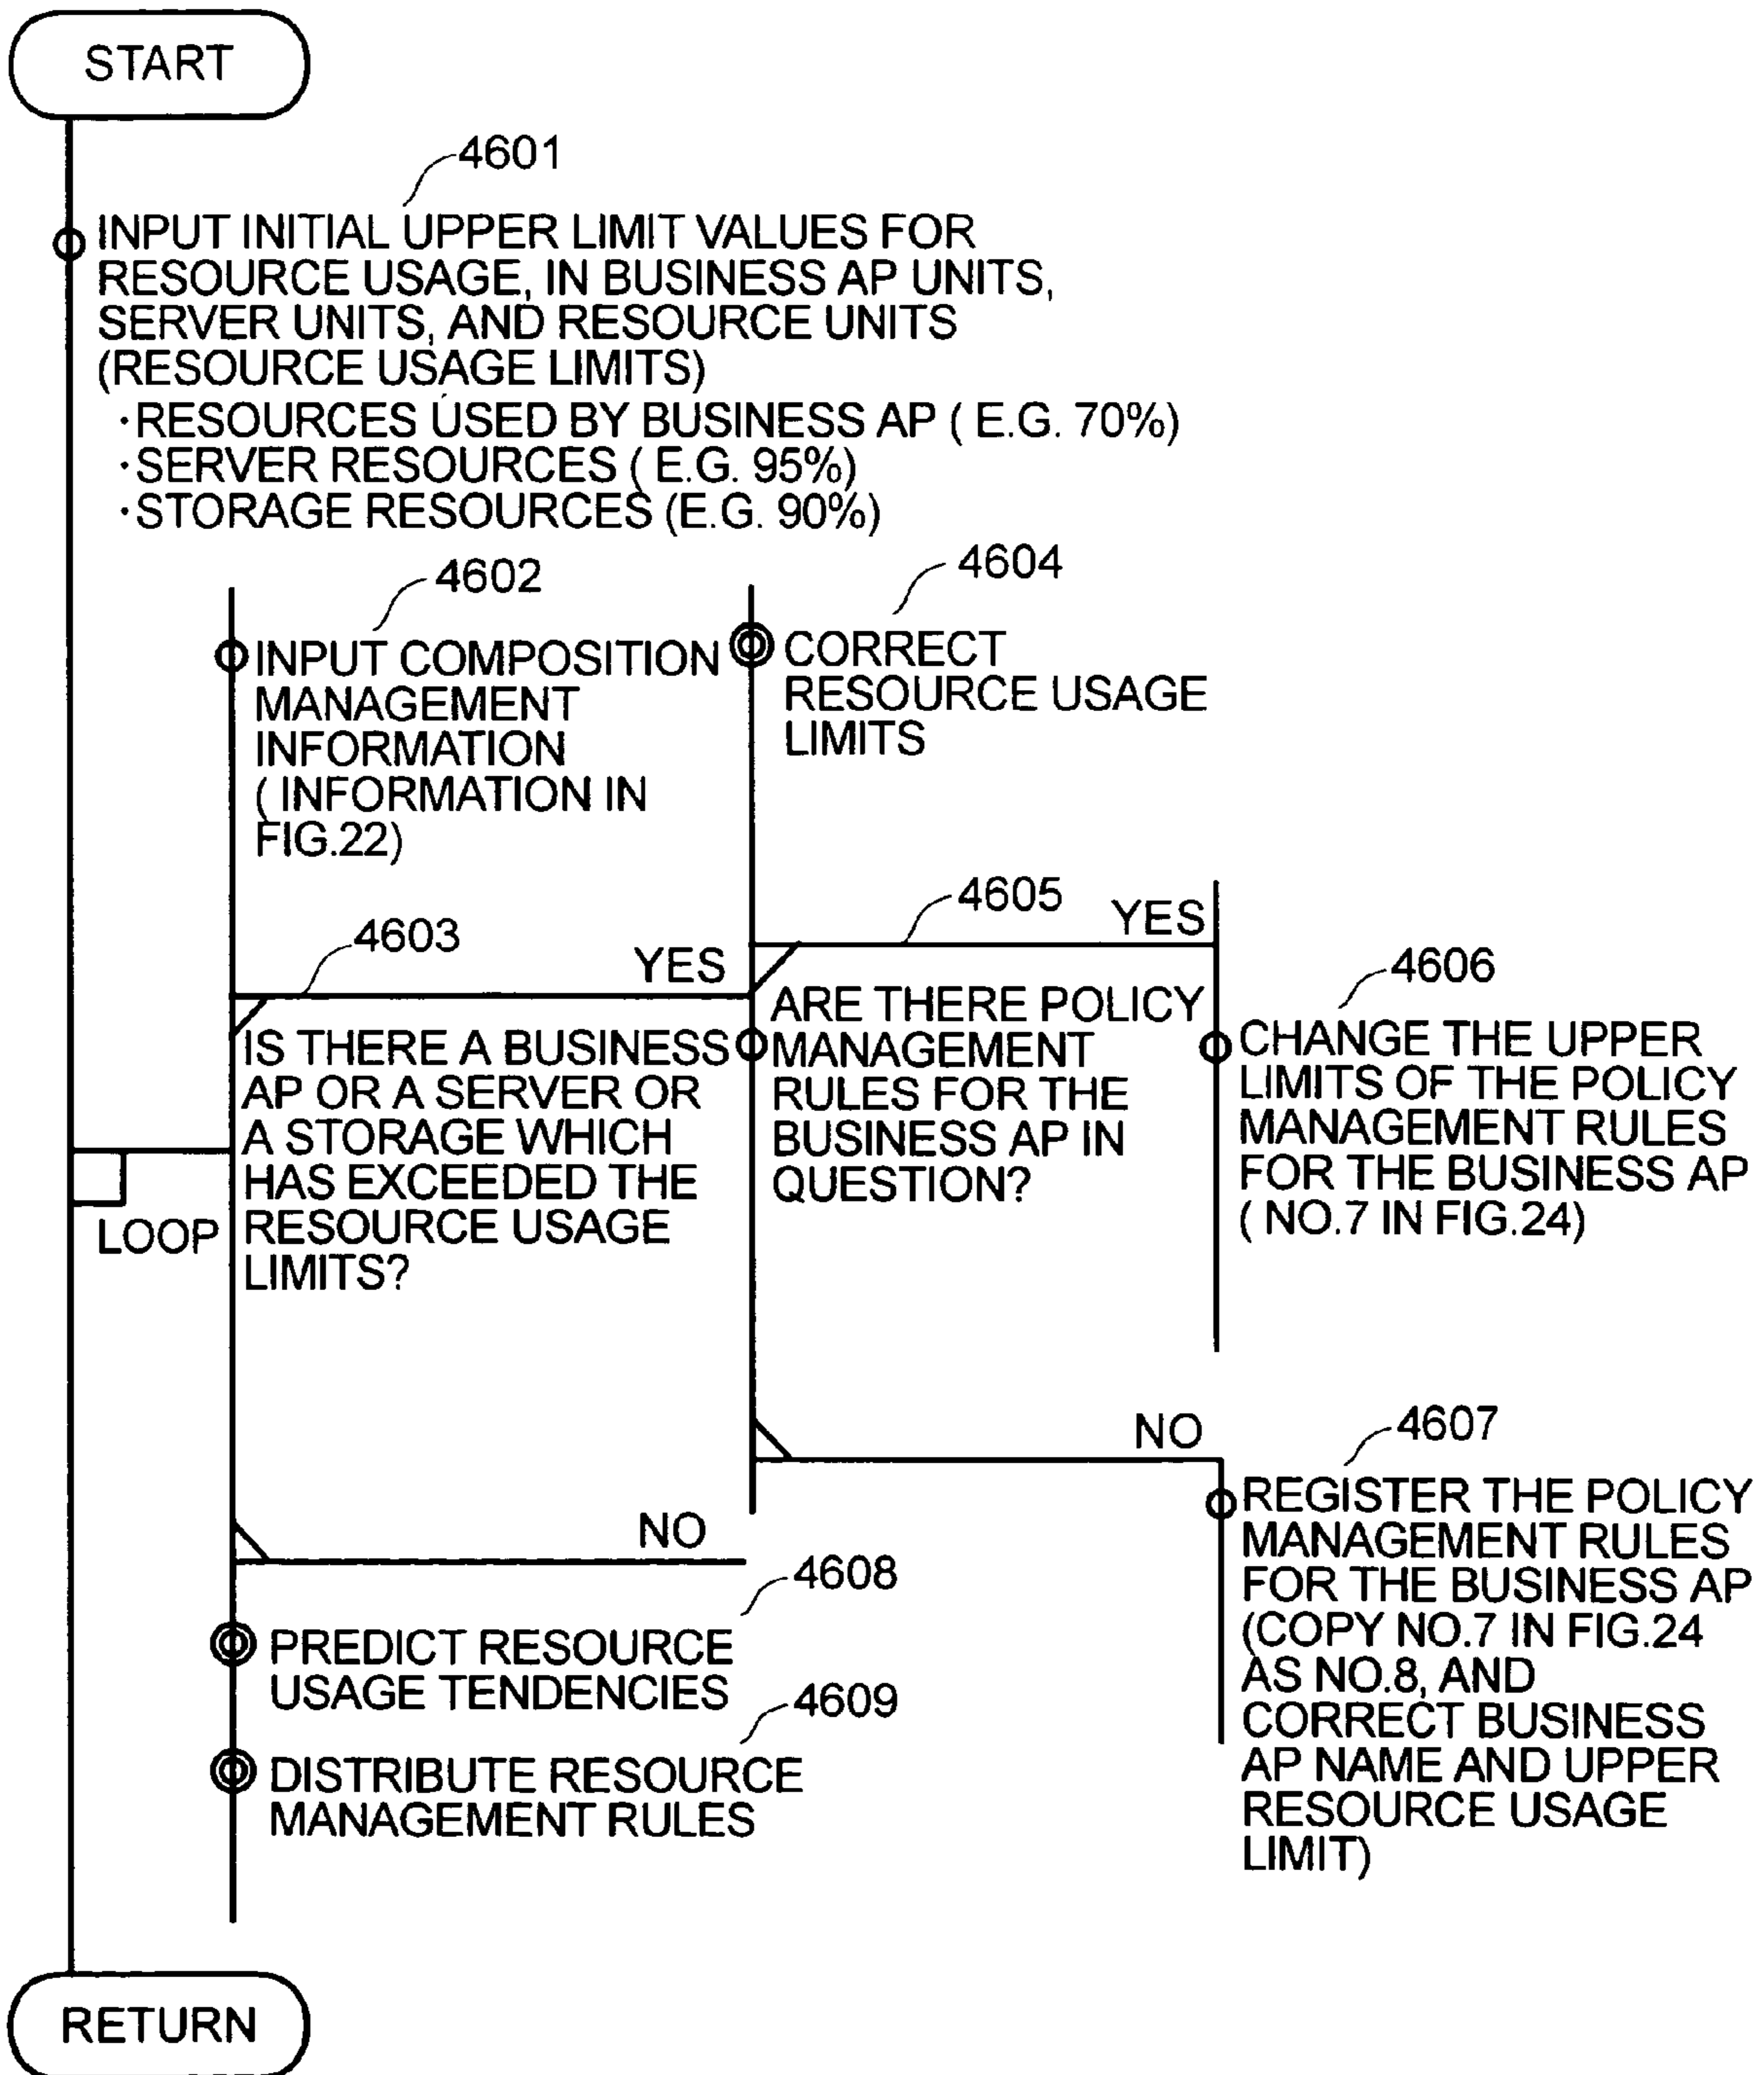 START
4601
INPUT INITIAL UPPER LIMIT VALUES FOR
RESOURCE USAGE, IN BUSINESS AP UNITS,
SERVER UNITS, AND RESOURCE UNITS
(RESOURCE USAGE LIMITS)
·RESOURCES USED BY BUSINESS AP ( E.G. 70%)
·SERVER RESOURCES ( E.G. 95%)
·STORAGE RESOURCES (E.G. 90%)
4602
INPUT COMPOSITION
MANAGEMENT
INFORMATION
( INFORMATION IN
FIG.22)
4604
CORRECT
RESOURCE USAGE
LIMITS
4603
YES
IS THERE A BUSINESS
AP OR A SERVER OR
A STORAGE WHICH
HAS EXCEEDED THE
RESOURCE USAGE
LIMITS?
LOOP
4605
YES
ARE THERE POLICY
MANAGEMENT
RULES FOR THE
BUSINESS AP IN
QUESTION?
4606
CHANGE THE UPPER
LIMITS OF THE POLICY
MANAGEMENT RULES
FOR THE BUSINESS AP
( NO.7 IN FIG.24)
NO
4607
REGISTER THE POLICY
MANAGEMENT RULES
FOR THE BUSINESS AP
(COPY NO.7 IN FIG.24
AS NO.8, AND
CORRECT BUSINESS
AP NAME AND UPPER
RESOURCE USAGE
LIMIT)
NO
4608
PREDICT RESOURCE
USAGE TENDENCIES
4609
DISTRIBUTE RESOURCE
MANAGEMENT RULES
RETURN